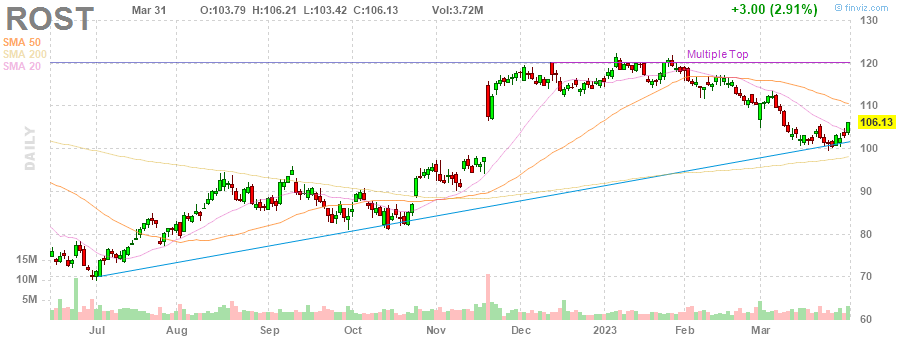 ROST Mar 31 O:103.79 H:106.21 L:103.42 C:106.13 Vol:3.72M +3.00 (2.91%) finviz.com
SMA 50
SMA 200
SMA 20
Multiple Top
DAILY
130
120
110
106.13
100
90
80
70
60
15M
10M
5M
Jul Aug Sep Oct Nov Dec 2023 Feb Mar